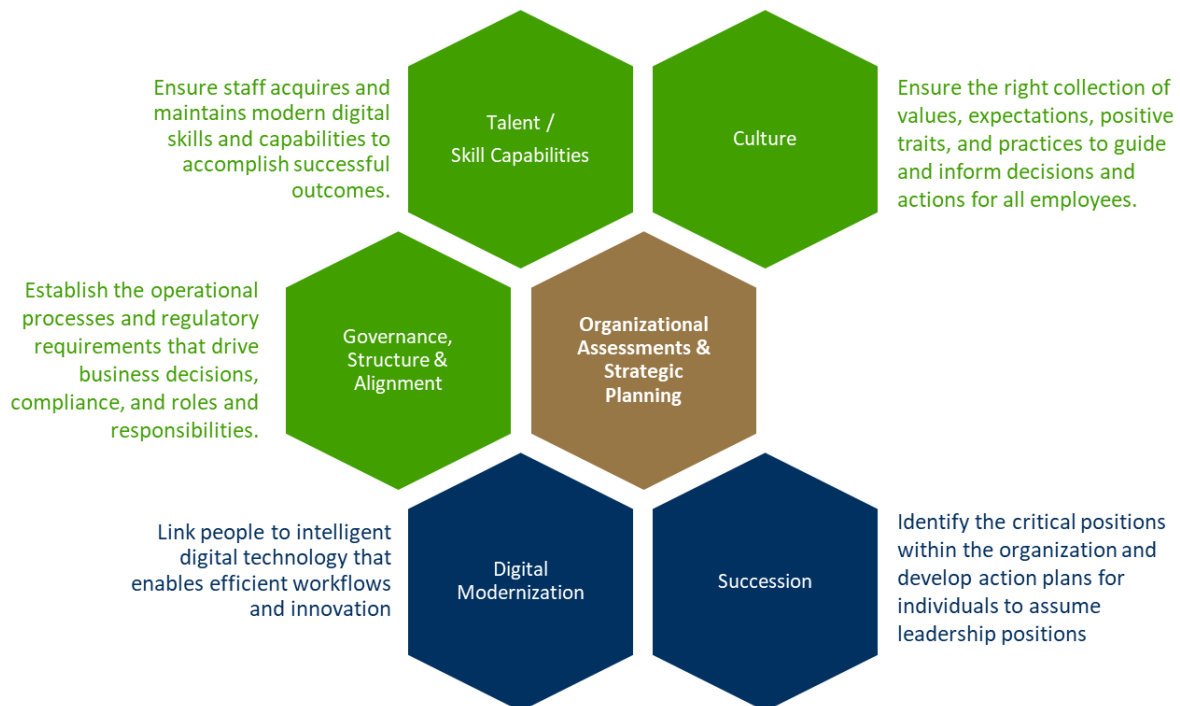 Ensure staff acquires and
maintains modern digital
skills and capabilities to
accomplish successful
outcomes.
Talent /
Skill Capabilities
Culture
Ensure the right collection of
values, expectations, positive
traits, and practices to guide
and inform decisions and
actions for all employees.
Establish the operational
processes and regulatory
requirements that drive
business decisions,
compliance, and roles and
responsibilities.
Governance,
Structure &
Alignment
Organizational
Assessments &
Strategic
Planning
Link people to intelligent
digital technology that
enables efficient workflows
and innovation
Digital
Modernization
Succession
Identify the critical positions
within the organization and
develop action plans for
individuals to assume
leadership positions